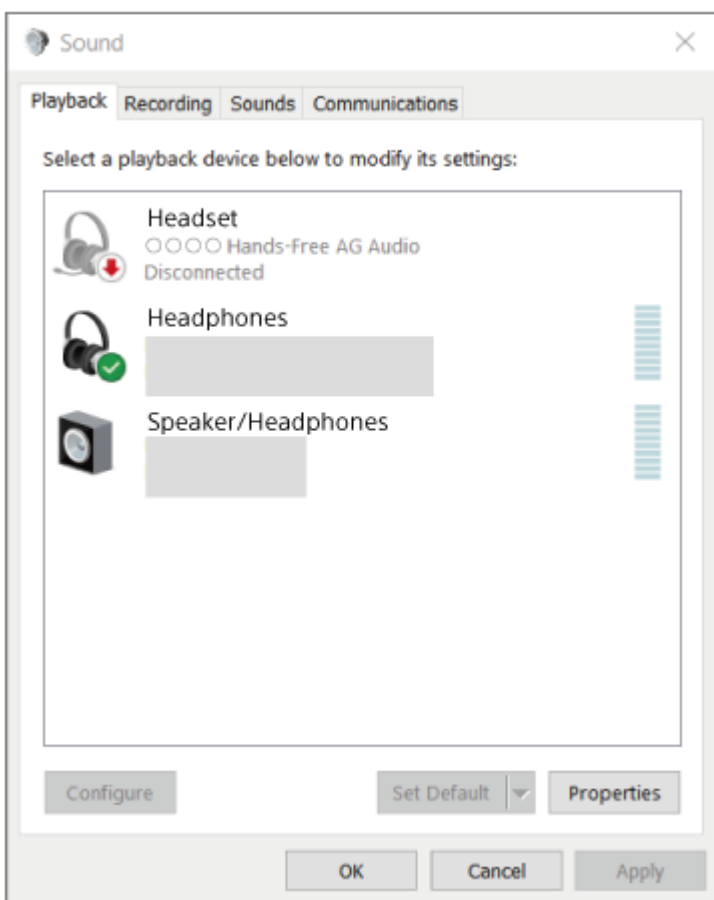 Sound
Playback Recording Sounds Communications
Select a playback device below to modify its settings:
Headset
○○○○ Hands-Free AG Audio
Disconnected
Headphones
Speaker/Headphones
Configure Set Default Properties
OK Cancel Apply